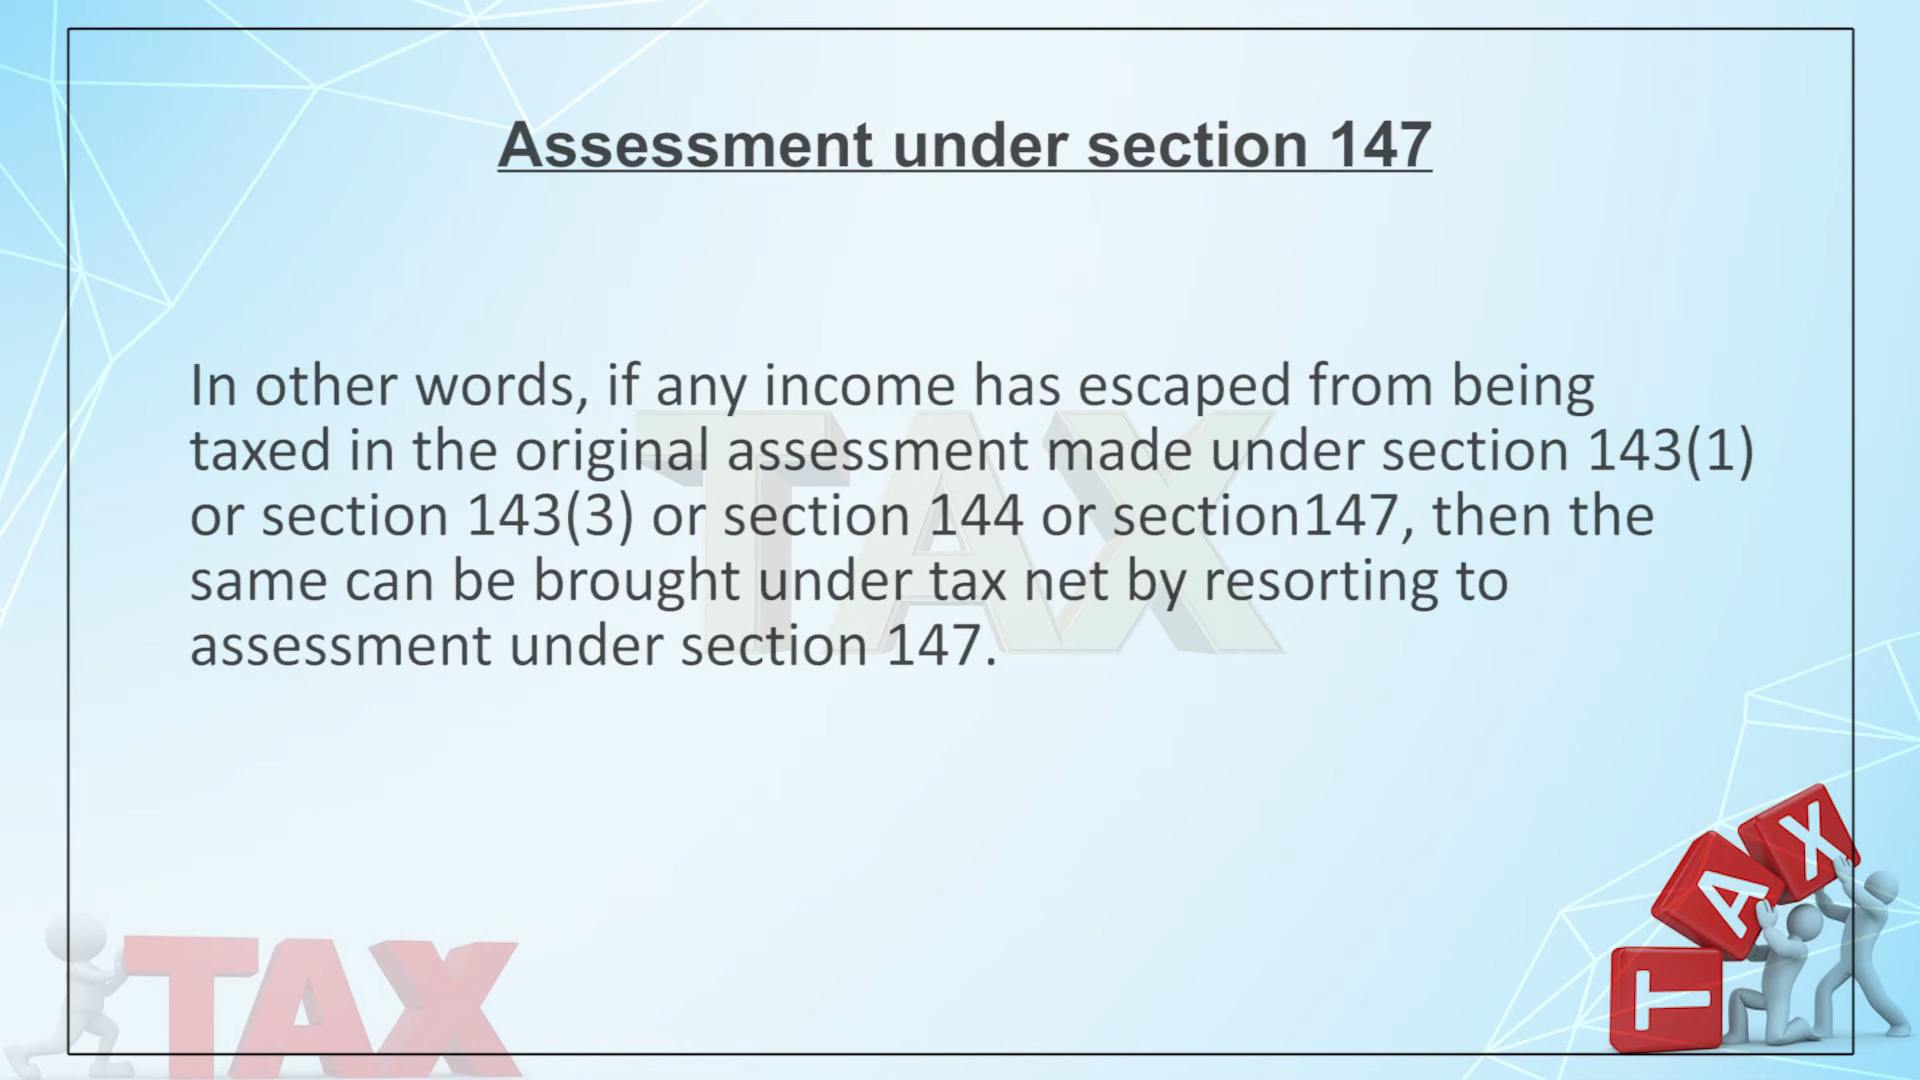 Assessment under section 147
In other words, if any income has escaped from being
taxed in the original assessment made under section 143(1)
or section 143(3) or section 144 or section147, then the
same can be brought under tax net by resorting to
assessment under section 147.
TAX
TAX
TAX